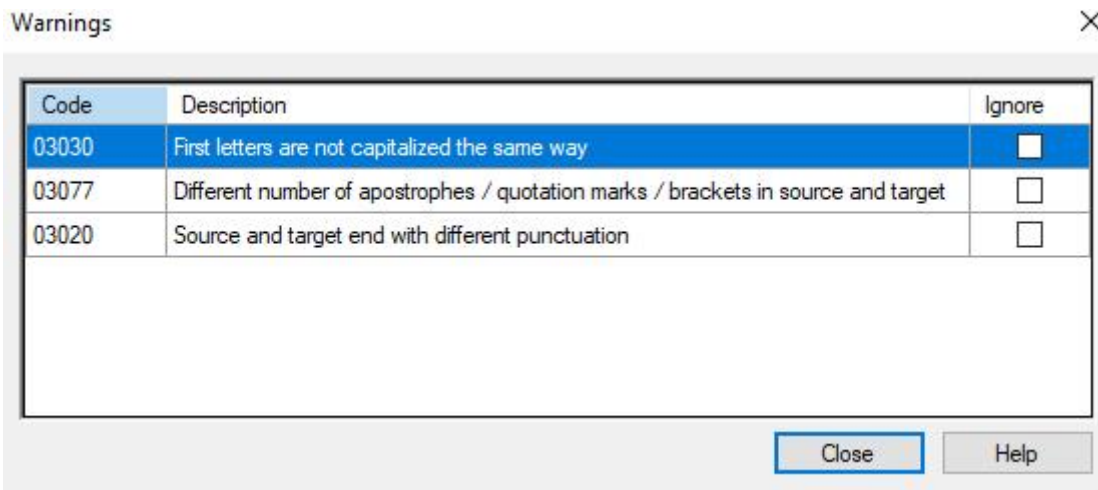 Warnings
Code Description Ignore
03030 First letters are not capitalized the same way
03077 Different number of apostrophes / quotation marks / brackets in source and target
03020 Source and target end with different punctuation
Close Help